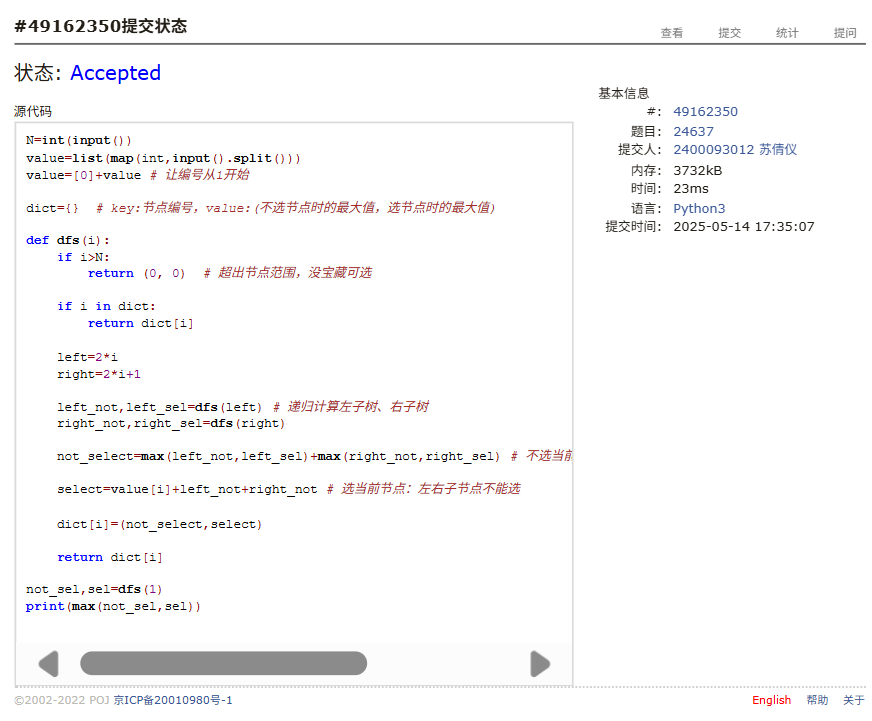 #49162350提交状态
查看 提交 统计 提问
状态: Accepted
源代码
N=int(input())
value=list(map(int,input().split()))
value=[0]+value # 让编号从1开始
dict={}  # key:节点编号，value：(不选节点时的最大值，选节点时的最大值)
def dfs(i):
    if i>N:
        return (0, 0)  # 超出节点范围，没宝藏可选
    if i in dict:
        return dict[i]
    left=2*i
    right=2*i+1
    left_not,left_sel=dfs(left) # 递归计算左子树、右子树
    right_not,right_sel=dfs(right)
    not_select=max(left_not,left_sel)+max(right_not,right_sel) # 不选当前
    select=value[i]+left_not+right_not # 选当前节点：左右子节点不能选
    dict[i]=(not_select,select)
    return dict[i]
not_sel,sel=dfs(1)
print(max(not_sel,sel))
基本信息
#: 49162350
题目: 24637
提交人: 2400093012 苏倩仪
内存: 3732kB
时间: 23ms
语言: Python3
提交时间: 2025-05-14 17:35:07
©2002-2022 POJ 京ICP备20010980号-1
English 帮助 关于